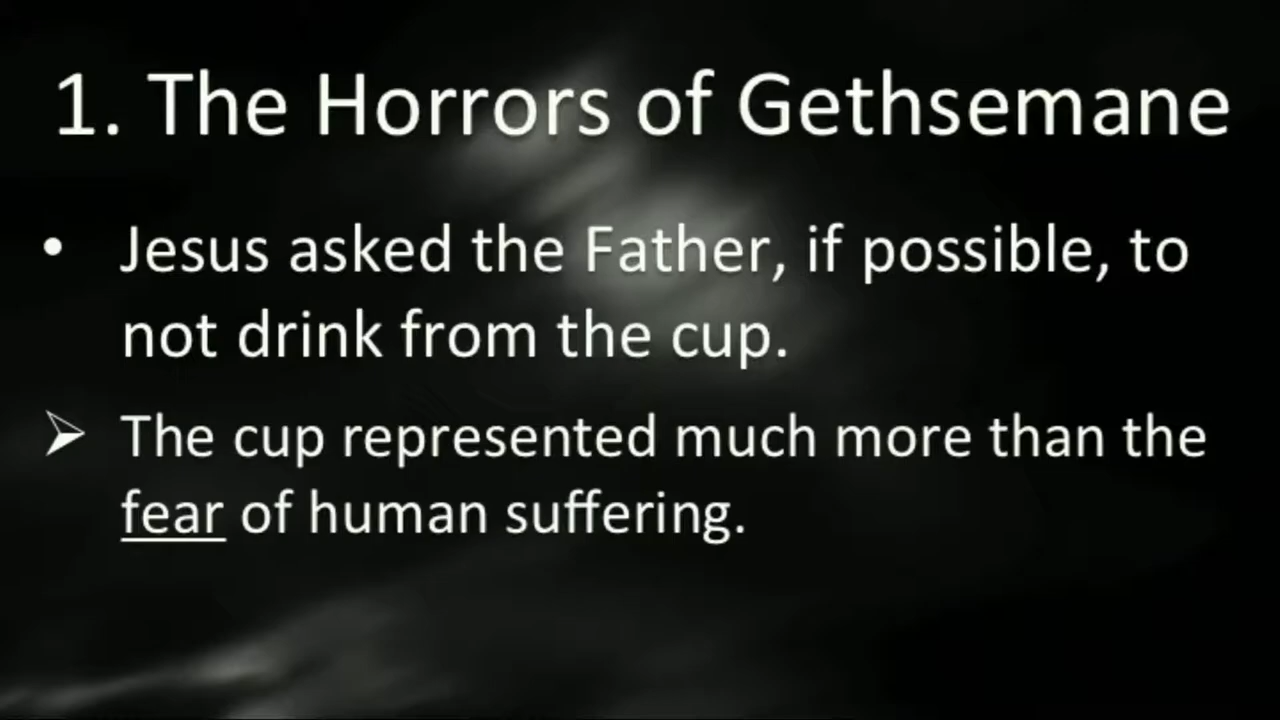 1. The Horrors of Gethsemane
• Jesus asked the Father, if possible, to
not drink from the cup.
➢ The cup represented much more than the
fear of human suffering.